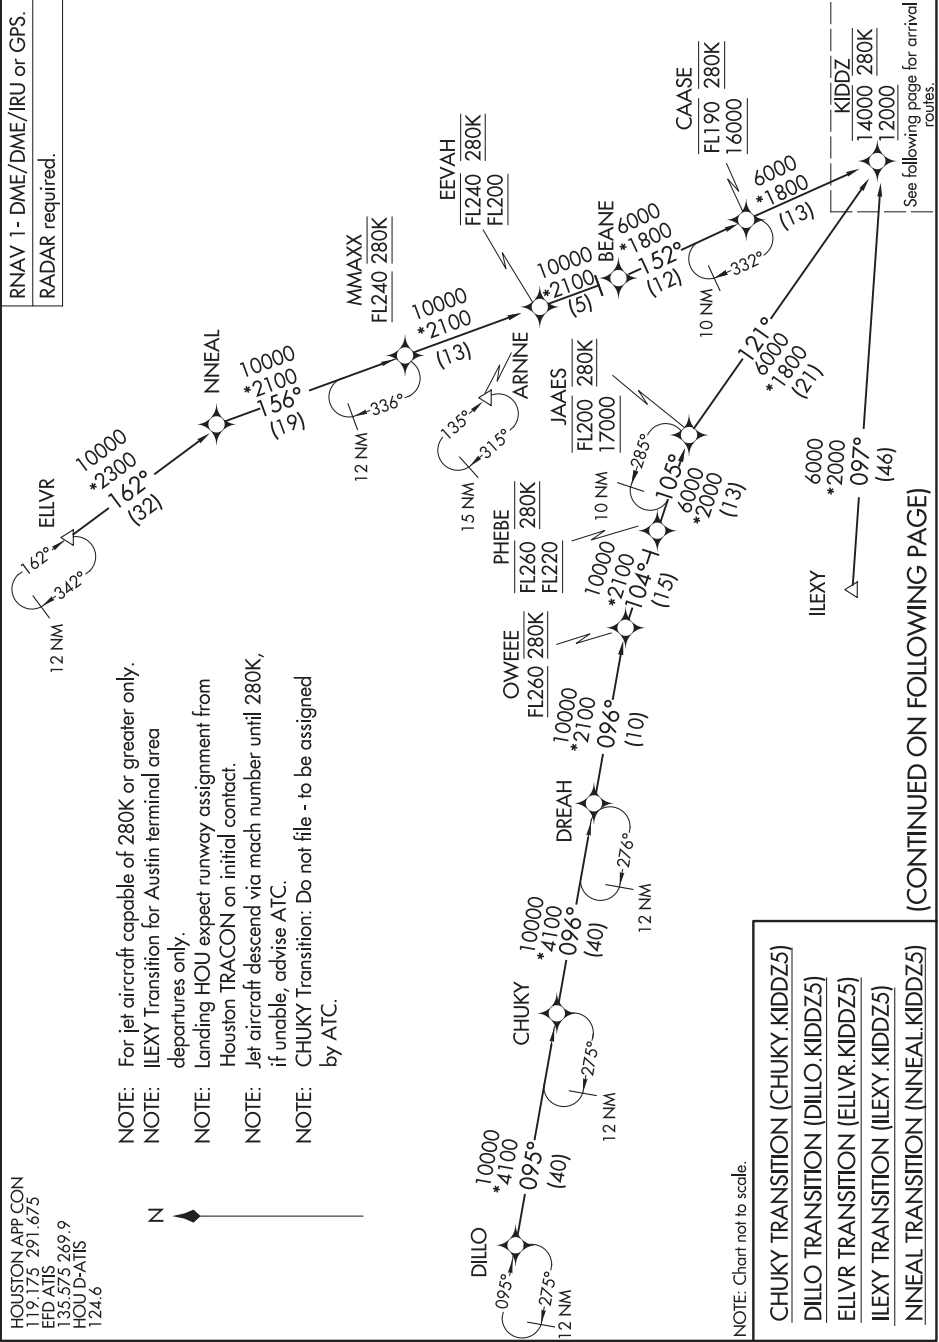 HOUSTON APP CON
119.175 291.675
EFD ATIS
135.575 269.9
HOU D-ATIS
124.6
RNAV 1 - DME/DME/IRU or GPS.
RADAR required.
N
NOTE: For jet aircraft capable of 280K or greater only.
NOTE: ILEXY Transition for Austin terminal area
departures only.
NOTE: Landing HOU expect runway assignment from
Houston TRACON on initial contact.
NOTE: Jet aircraft descend via mach number until 280K,
if unable, advise ATC.
NOTE: CHUKY Transition: Do not file - to be assigned
by ATC.
ELLVR
162°
342°
12 NM
10000
*2300
162°
(32)
NNEAL
10000
*2100
156°
(19)
MMAXX
FL240 280K
336°
12 NM
10000
*2100
(13)
EEVAH
FL240 280K
FL200
ARNNE
135°
315°
15 NM
10000
*2100
(5)
BEANE
6000
*1800
152°
(12)
CAASE
FL190 280K
16000
332°
10 NM
6000
*1800
(13)
KIDDZ
14000 280K
12000
See following page for arrival
routes.
DILLO
095°
275°
12 NM
10000
*4100
095°
(40)
CHUKY
275°
12 NM
10000
*4100
096°
(40)
DREAH
276°
12 NM
10000
*2100
096°
(10)
OWEEE
FL260 280K
10000
*2100
104°
(15)
PHEBE
FL260 280K
FL220
105°
6000
*2000
(13)
JAAES
FL200 280K
17000
285°
10 NM
121°
6000
*1800
(21)
ILEXY
6000
*2000
097°
(46)
(CONTINUED ON FOLLOWING PAGE)
NOTE: Chart not to scale.
CHUKY TRANSITION (CHUKY.KIDDZ5)
DILLO TRANSITION (DILLO.KIDDZ5)
ELLVR TRANSITION (ELLVR.KIDDZ5)
ILEXY TRANSITION (ILEXY.KIDDZ5)
NNEAL TRANSITION (NNEAL.KIDDZ5)